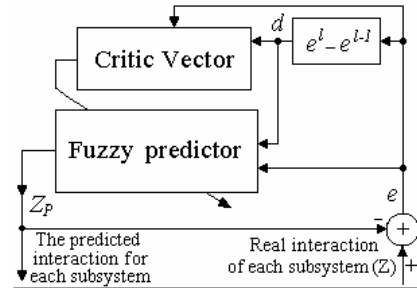 d
e^l – e^{l-1}
Critic Vector
Fuzzy predictor
e
Z_P
-
+
The predicted
interaction for
each subsystem
Real interaction
of each subsystem (Z)
+